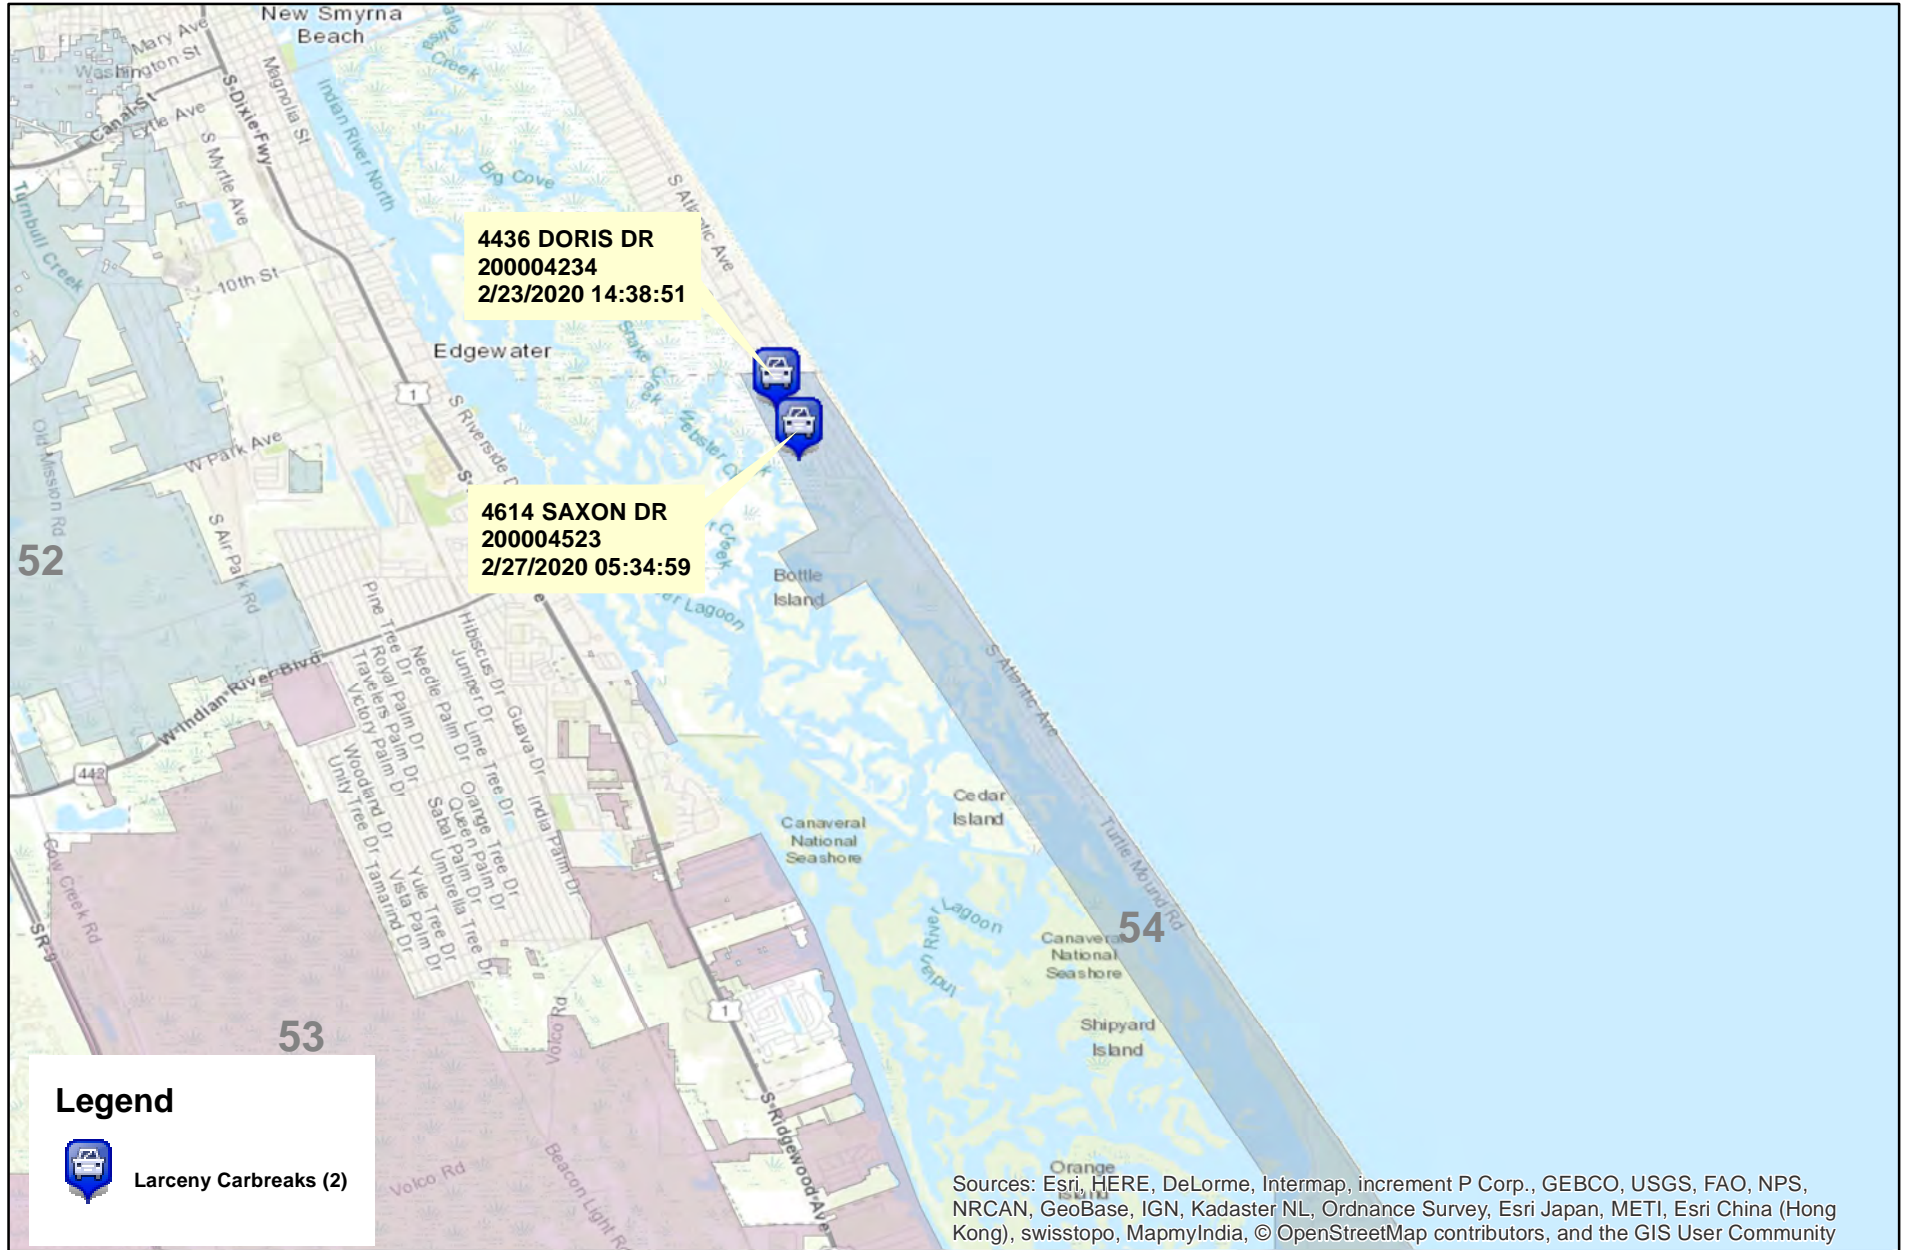 New Smyrna
Beach
Mary Ave
Washington St
Canal St
Lytle Ave
S Dixie Fwy
Magnolia St
S Myrtle Ave
Indian River North
Creek
Big Cove
S Atlantic Ave
Turnbull Creek
10th St
4436 DORIS DR
200004234
2/23/2020 14:38:51
Edgewater
1
Snake Creek
S Riverside D
Webster C
k
W Park Ave
Old Mission Rd
S Air Park Rd
4614 SAXON DR
200004523
2/27/2020 05:34:59
Creek
52
Bottle
Island
er Lagoon
W Indian River Blvd
442
Pine Tree Dr
Royal Palm Dr
Travelers Palm Dr
Victory Palm Dr
Woodland Dr
Unity Tree Dr
Tamarind Dr
Needle Palm Dr
Hibiscus Dr
Juniper Dr
Guava Dr
Lime Tree Dr
Orange Tree Dr
Queen Palm Dr
Sabal Palm Dr
Umbrella Tree Dr
India Palm Dr
Yule Tree Dr
Vista Palm Dr
S Atlantic Ave
Cedar
Island
Canaveral
National
Seashore
Turtle Mound Rd
Cow Creek Rd
SR-9
Indian River
Lagoon
54
Canavera
National
Seashore
53
Volco Rd
1
Shipyard
Island
S Ridgewood Ave
Beacon Light Rd
Volco Rd
Orange
Island
Legend
Larceny Carbreaks (2)
Sources: Esri, HERE, DeLorme, Intermap, increment P Corp., GEBCO, USGS, FAO, NPS,
NRCAN, GeoBase, IGN, Kadaster NL, Ordnance Survey, Esri Japan, METI, Esri China (Hong
Kong), swisstopo, MapmyIndia, © OpenStreetMap contributors, and the GIS User Community